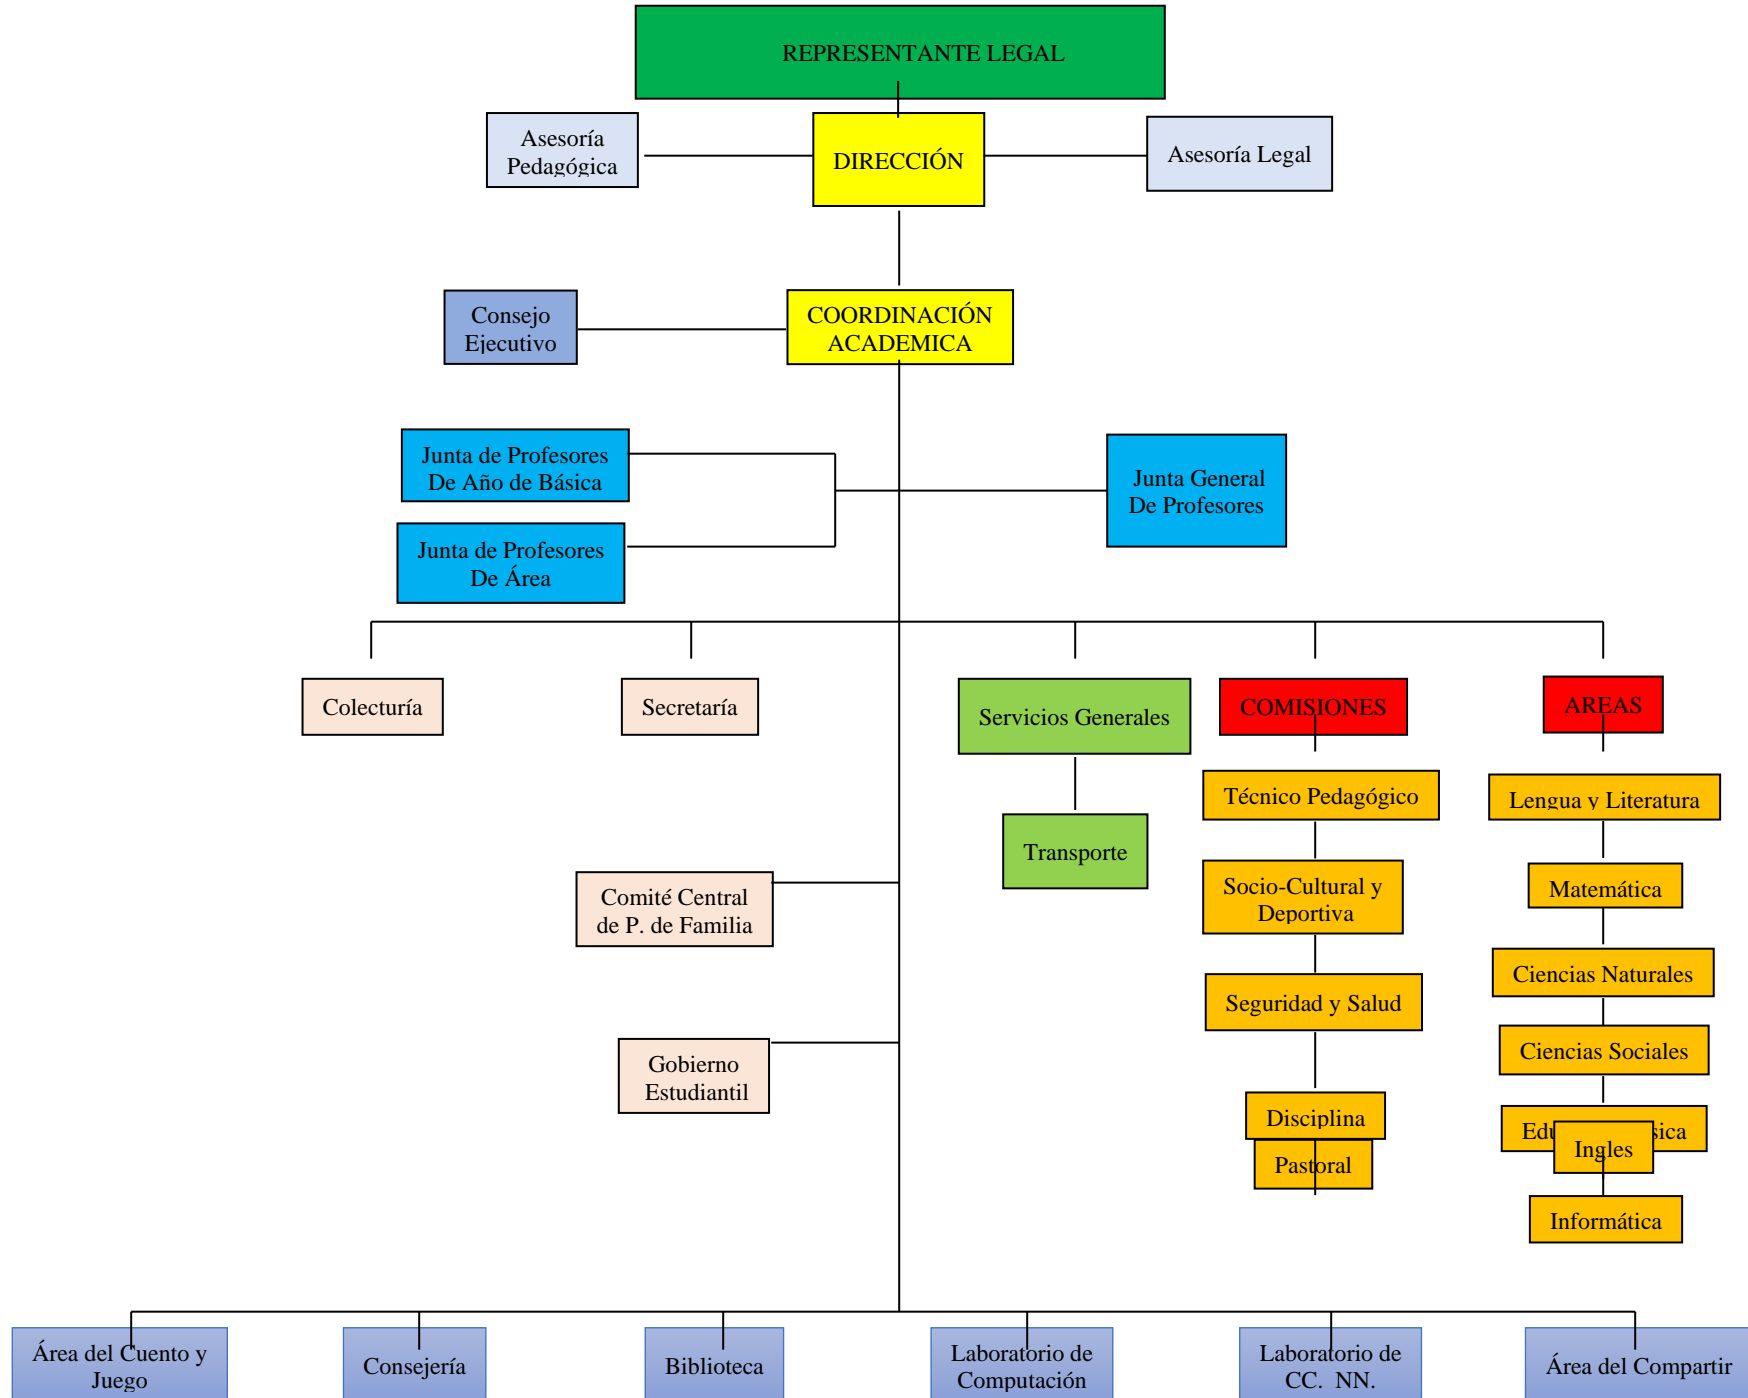 REPRESENTANTE LEGAL
Asesoría
Pedagógica
DIRECCIÓN
Asesoría Legal
Consejo
Ejecutivo
COORDINACIÓN
ACADEMICA
Junta de Profesores
De Año de Básica
Junta General
De Profesores
Junta de Profesores
De Área
Colecturía
Secretaría
Servicios Generales
COMISIONES
AREAS
Técnico Pedagógico
Lengua y Literatura
Transporte
Socio-Cultural y
Deportiva
Matemática
Comité Central
de P. de Familia
Ciencias Naturales
Seguridad y Salud
Ciencias Sociales
Gobierno
Estudiantil
Disciplina
Ingles
Pastoral
Informática
Área del Cuento y
Juego
Consejería
Biblioteca
Laboratorio de
Computación
Laboratorio de
CC. NN.
Área del Compartir